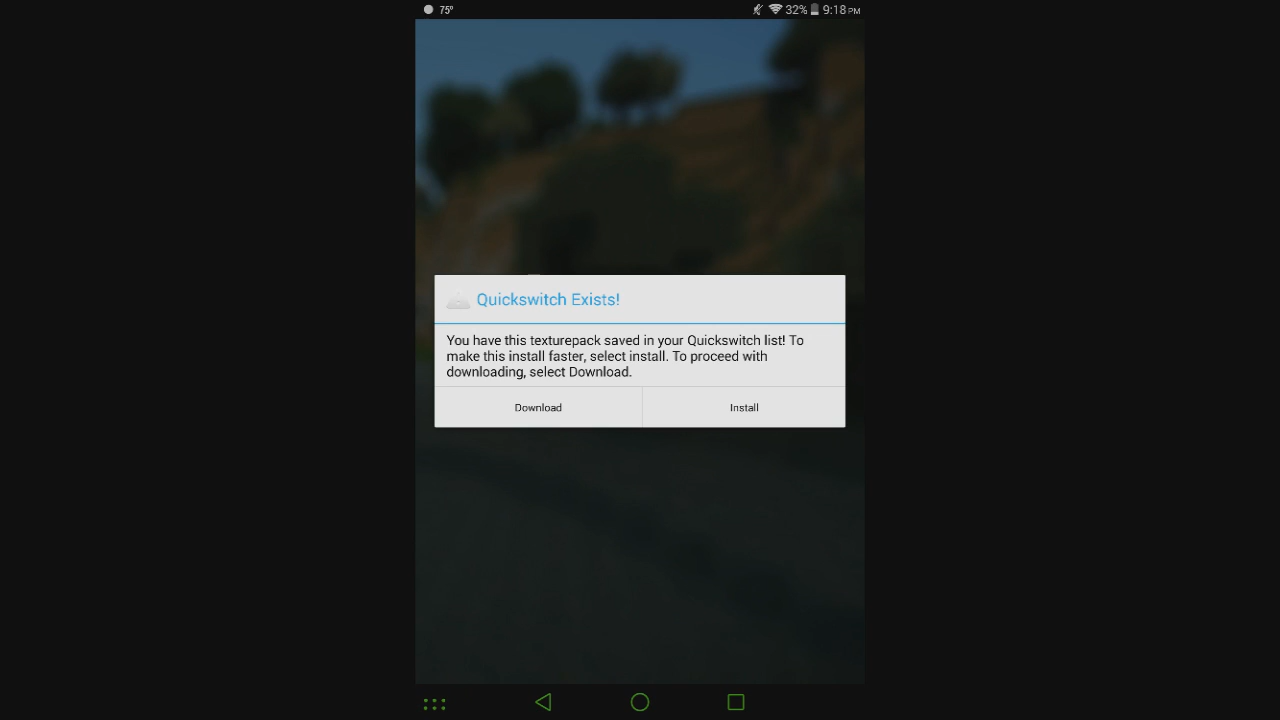 75°
32% 9:18 PM
Quickswitch Exists!
You have this texturepack saved in your Quickswitch list! To
make this install faster, select install. To proceed with
downloading, select Download.
Download
Install